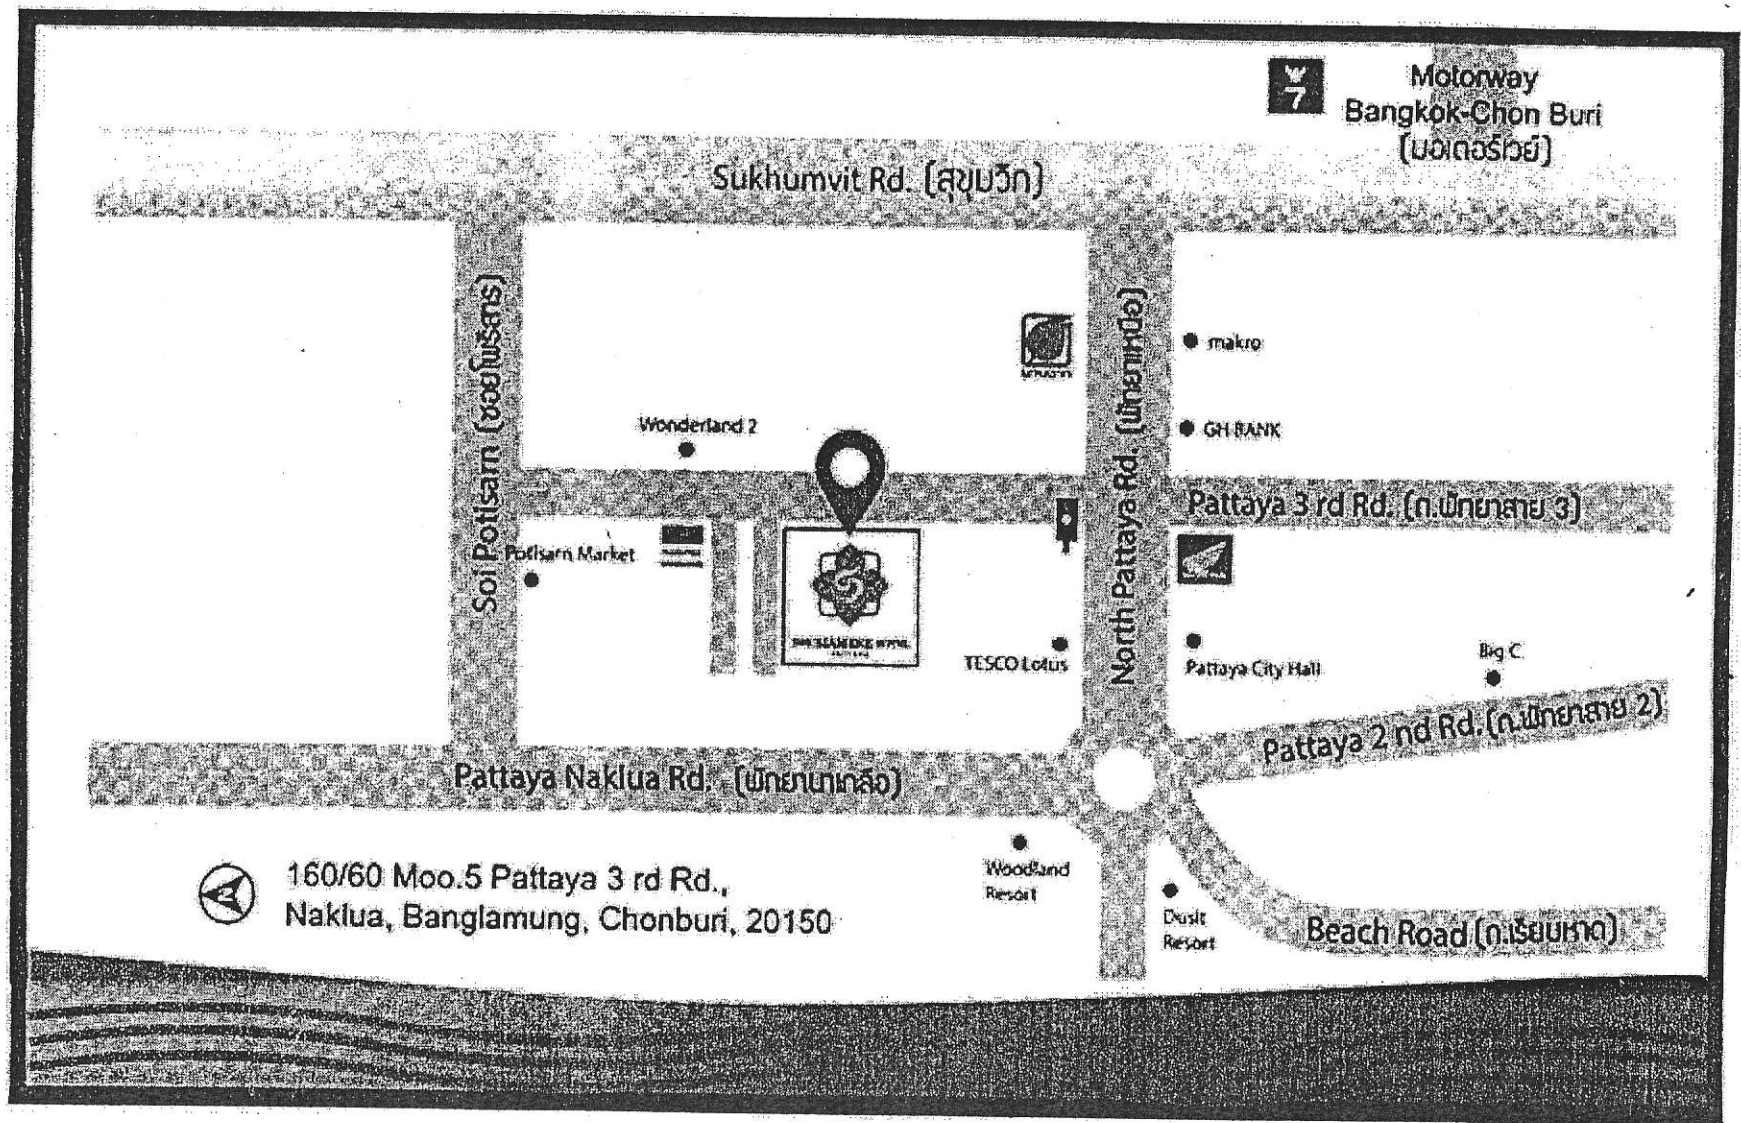 7
Motorway
Bangkok-Chon Buri
(มอเตอร์เวย์)
Sukhumvit Rd. (สุขุมวิท)
Soi Potisarn (ซอยโพธิสาร)
North Pattaya Rd. (พัทยาเหนือ)
makro
Wonderland 2
GH BANK
Pattaya 3 rd Rd. (ถ.พัทยาสาย 3)
Potisarn Market
TESCO Lotus
Pattaya City Hall
Big C
Pattaya 2 nd Rd. (ถ.พัทยาสาย 2)
Pattaya Naklua Rd. (พัทยานาเกลือ)
160/60 Moo.5 Pattaya 3 rd Rd.,
Naklua, Banglamung, Chonburi, 20150
Woodland
Resort
Dusit
Resort
Beach Road (ถ.เรียบหาด)